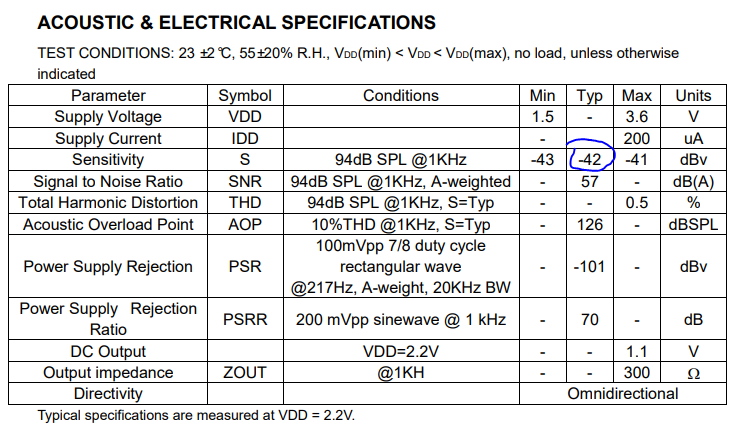 ACOUSTIC & ELECTRICAL SPECIFICATIONS
TEST CONDITIONS: 23 ±2 °C, 55±20% R.H., VDD(min) < VDD < VDD(max), no load, unless otherwise
indicated
Parameter Symbol Conditions Min Typ Max Units
Supply Voltage VDD 1.5 - 3.6 V
Supply Current IDD - 200 uA
Sensitivity S 94dB SPL @1KHz -43 -42 -41 dBv
Signal to Noise Ratio SNR 94dB SPL @1KHz, A-weighted - 57 - dB(A)
Total Harmonic Distortion THD 94dB SPL @1KHz, S=Typ - - 0.5 %
Acoustic Overload Point AOP 10%THD @1KHz, S=Typ - 126 - dBSPL
100mVpp 7/8 duty cycle
Power Supply Rejection PSR rectangular wave - -101 - dBv
@217Hz, A-weight, 20KHz BW
Power Supply Rejection
Ratio PSRR 200 mVpp sinewave @ 1 kHz - 70 - dB
DC Output VDD=2.2V - - 1.1 V
Output impedance ZOUT @1KH - - 300 Ω
Directivity Omnidirectional
Typical specifications are measured at VDD = 2.2V.